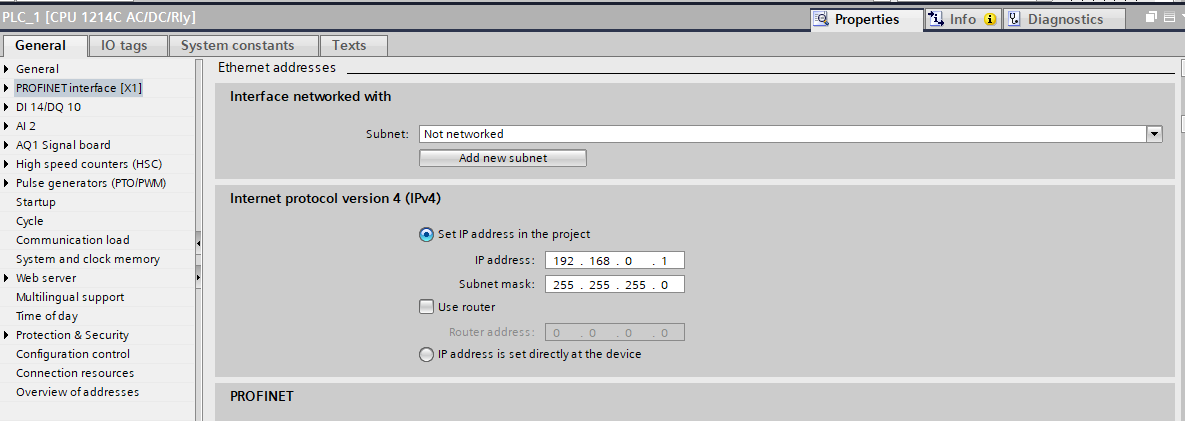 PLC_1 [CPU 1214C AC/DC/Rly]
Properties
Info
Diagnostics
General
IO tags
System constants
Texts
General
PROFINET interface [X1]
DI 14/DQ 10
AI 2
AQ1 Signal board
High speed counters (HSC)
Pulse generators (PTO/PWM)
Startup
Cycle
Communication load
System and clock memory
Web server
Multilingual support
Time of day
Protection & Security
Configuration control
Connection resources
Overview of addresses
Ethernet addresses
Interface networked with
Subnet: Not networked
Add new subnet
Internet protocol version 4 (IPv4)
Set IP address in the project
IP address: 192 . 168 . 0 . 1
Subnet mask: 255 . 255 . 255 . 0
Use router
Router address: 0 . 0 . 0 . 0
IP address is set directly at the device
PROFINET